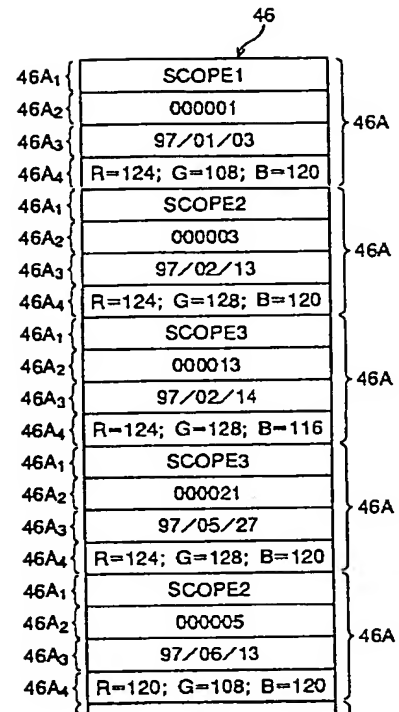 46
46A₁ SCOPE1
46A₂ 000001
46A
46A₃ 97/01/03
46A₄ R=124; G=108; B=120
46A₁ SCOPE2
46A₂ 000003
46A
46A₃ 97/02/13
46A₄ R=124; G=128; B=120
46A₁ SCOPE3
46A₂ 000013
46A
46A₃ 97/02/14
46A₄ R=124; G=128; B=116
46A₁ SCOPE3
46A₂ 000021
46A
46A₃ 97/05/27
46A₄ R=124; G=128; B=120
46A₁ SCOPE2
46A₂ 000005
46A
46A₃ 97/06/13
46A₄ R=120; G=108; B=120